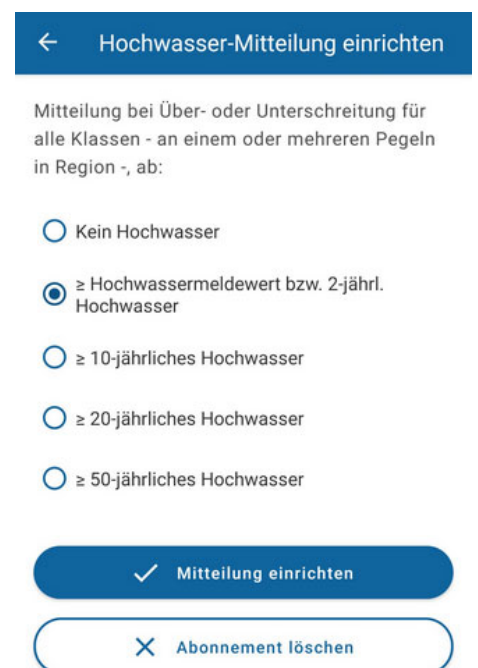 Hochwasser-Mitteilung einrichten
Mitteilung bei Über- oder Unterschreitung für
alle Klassen - an einem oder mehreren Pegeln
in Region -, ab:
Kein Hochwasser
≥ Hochwassermeldewert bzw. 2-jährl.
Hochwasser
≥ 10-jährliches Hochwasser
≥ 20-jährliches Hochwasser
≥ 50-jährliches Hochwasser
Mitteilung einrichten
Abonnement löschen